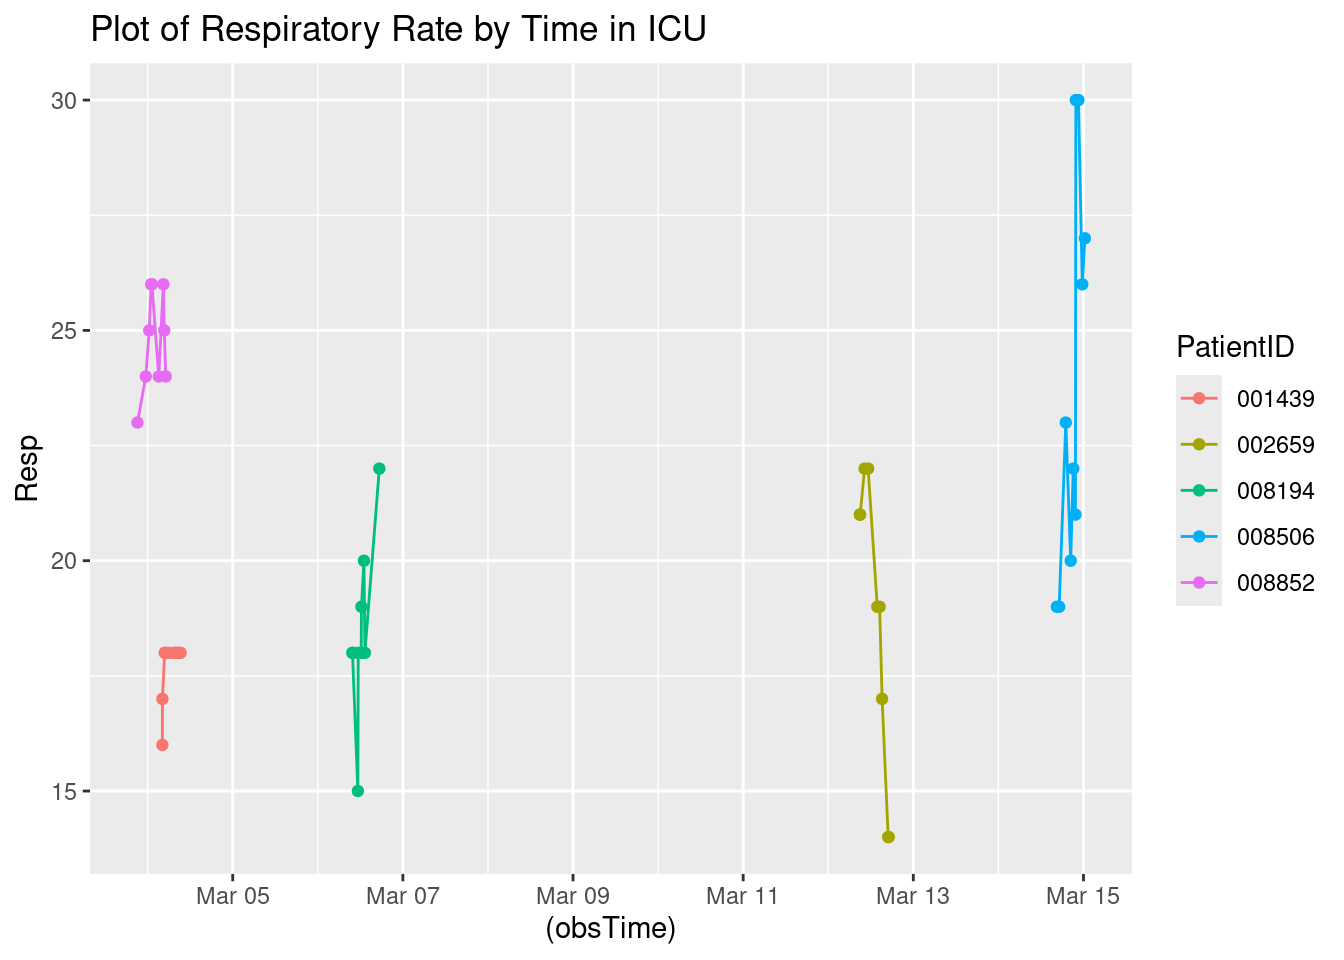 Plot of Respiratory Rate by Time in ICU
30
25
20
15
Resp
Mar 05
Mar 07
Mar 09
Mar 11
Mar 13
Mar 15
(obsTime)
PatientID
001439
002659
008194
008506
008852